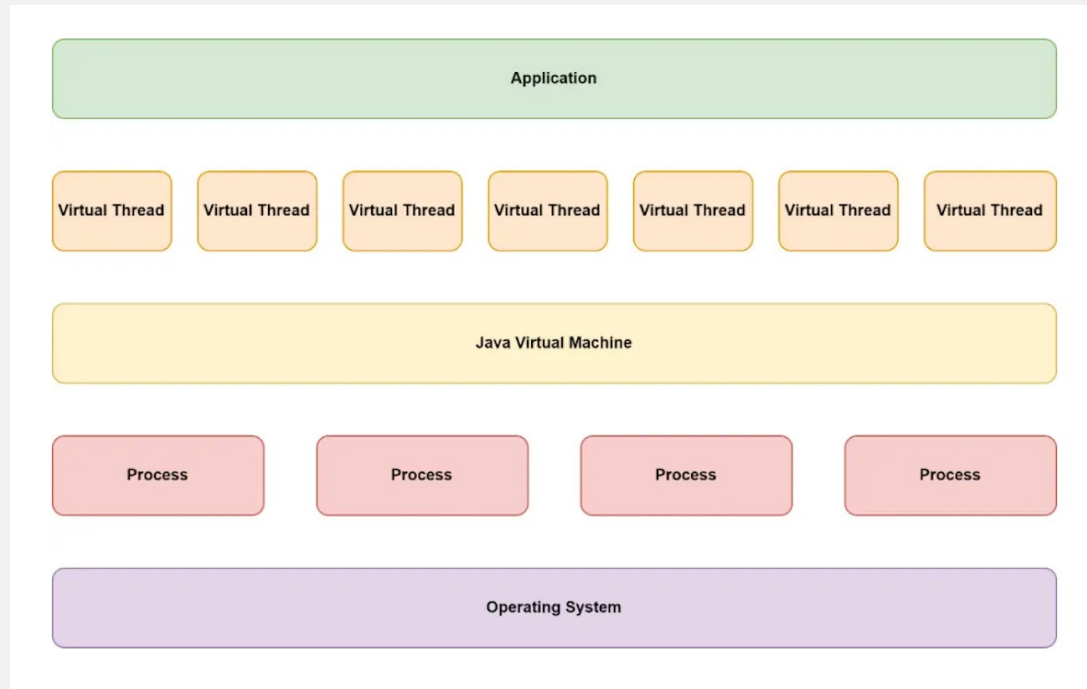 Application
Virtual Thread Virtual Thread Virtual Thread Virtual Thread Virtual Thread Virtual Thread Virtual Thread
Java Virtual Machine
Process Process Process Process
Operating System